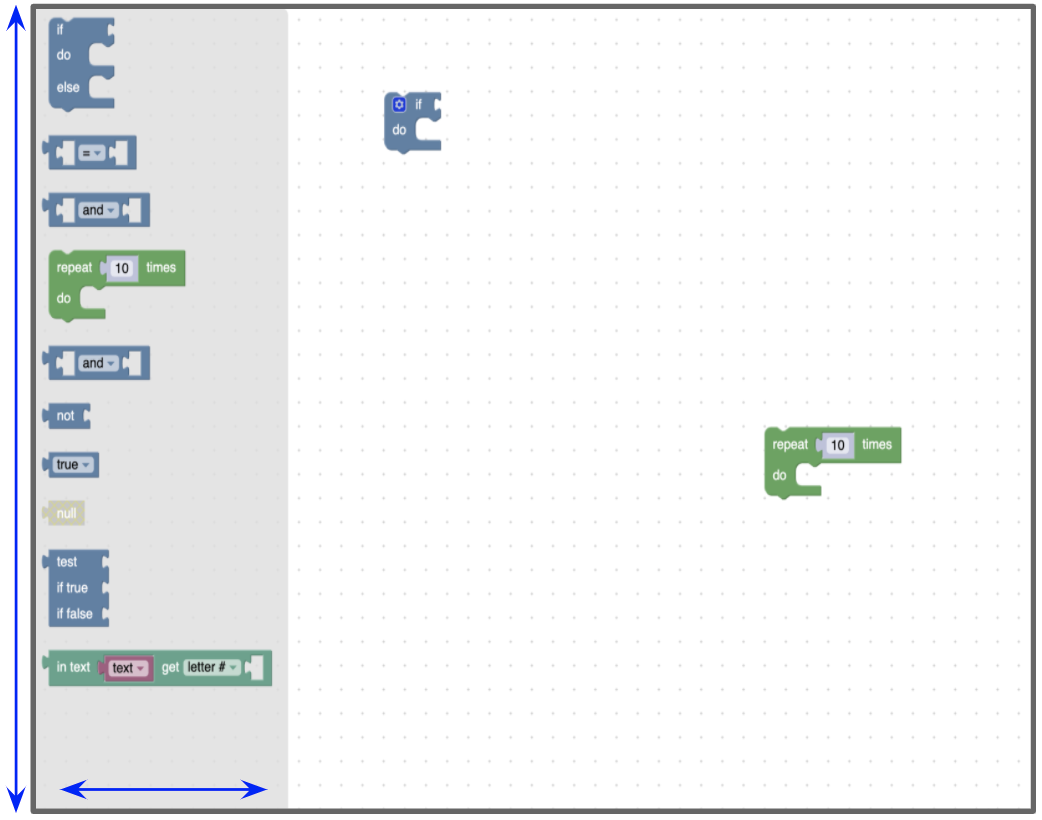 if
do
else
=
and
repeat 10 times
do
and
not
true
null
test
if true
if false
in text text get letter #
if
do
repeat 10 times
do